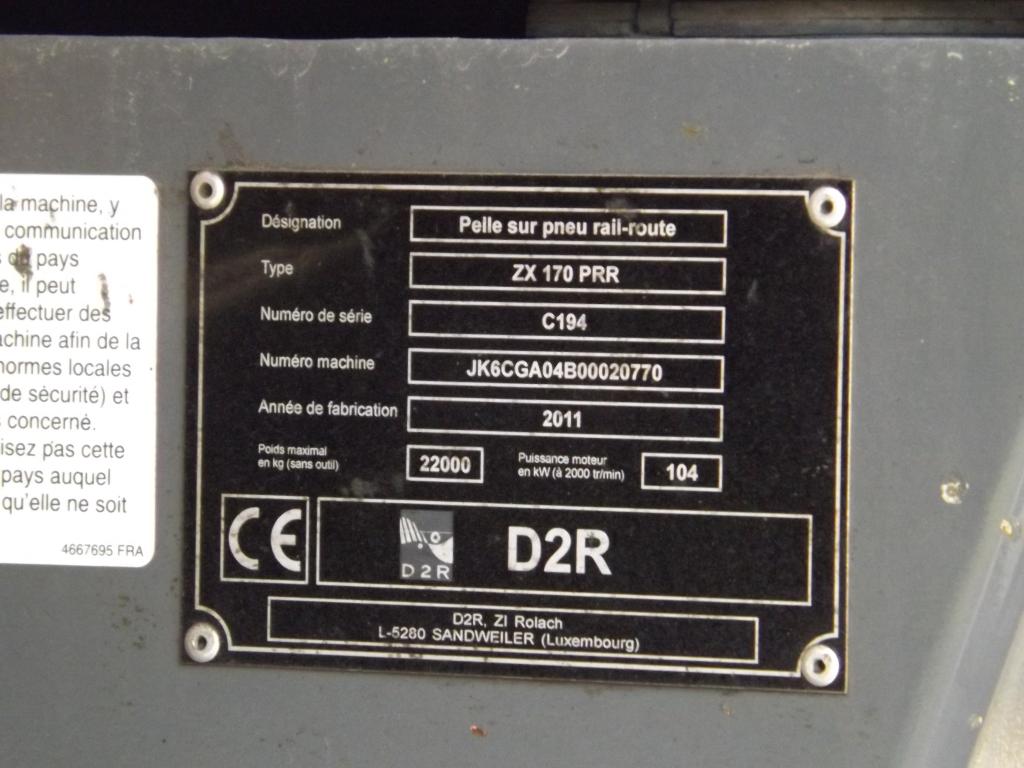 la machine, y
communication
pays
e, il peut
effectuer des
achine afin de la
normes locales
de sécurité) et
concerné.
isez pas cette
pays auquel
qu'elle ne soit
4667695 FRA
Désignation Pelle sur pneu rail-route
Type ZX 170 PRR
Numéro de série C194
Numéro machine JK6CGA04B00020770
Année de fabrication 2011
Poids maximal
en kg (sans outil) 22000
Puissance moteur
en kW (à 2000 tr/min) 104
CE D2R D2R
D2R, ZI Rolach
L-5280 SANDWEILER (Luxembourg)